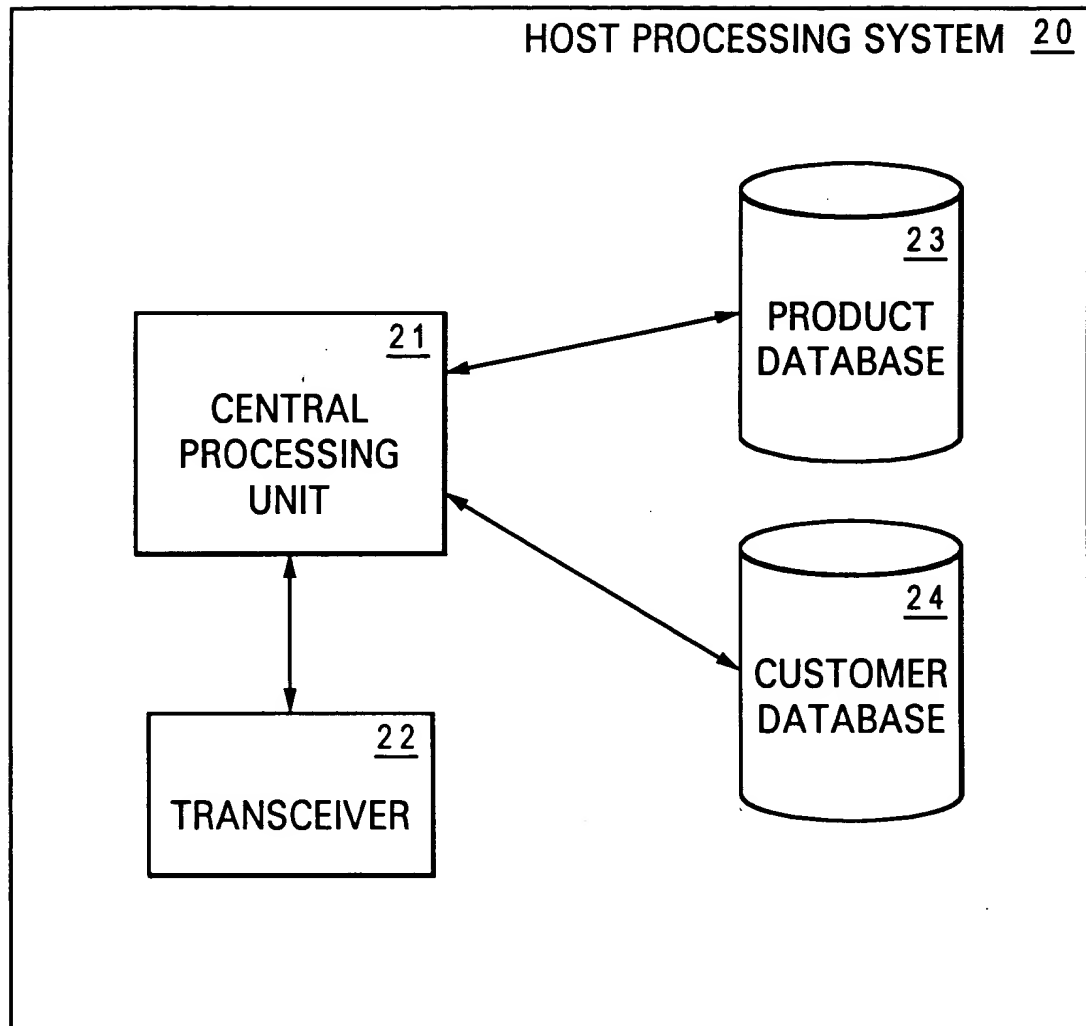 HOST PROCESSING SYSTEM 20
23
PRODUCT
DATABASE
21
CENTRAL
PROCESSING
UNIT
24
CUSTOMER
DATABASE
22
TRANSCEIVER